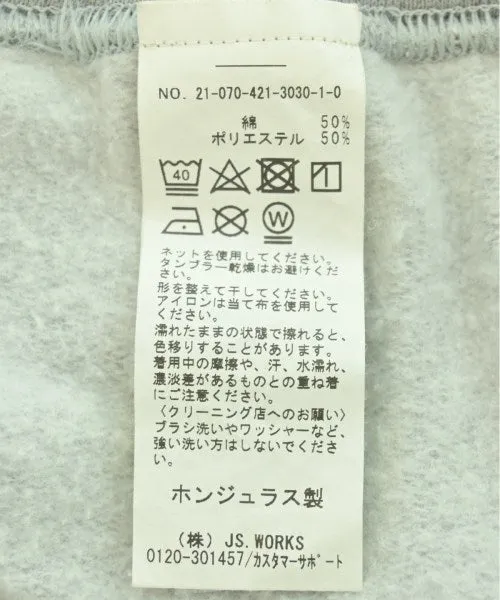 NO. 21-070-421-3030-1-0
綿 50%
ポリエステル 50%
40
W
ネットを使用してください。
タンブラー乾燥はお避けくだ
さい。
形を整えて干してください。
アイロンは当て布を使用して
ください。
濡れたままの状態で擦れると、
色移りすることがあります。
着用中の摩擦や、汗、水濡れ、
濃淡差があるものとの重ね着
にご注意ください。
〈クリーニング店へのお願い〉
ブラシ洗いやワッシャーなど、
強い洗い方はしないでくださ
い。
ホンジュラス製
(株) JS.WORKS
0120-301457/カスタマーサポート